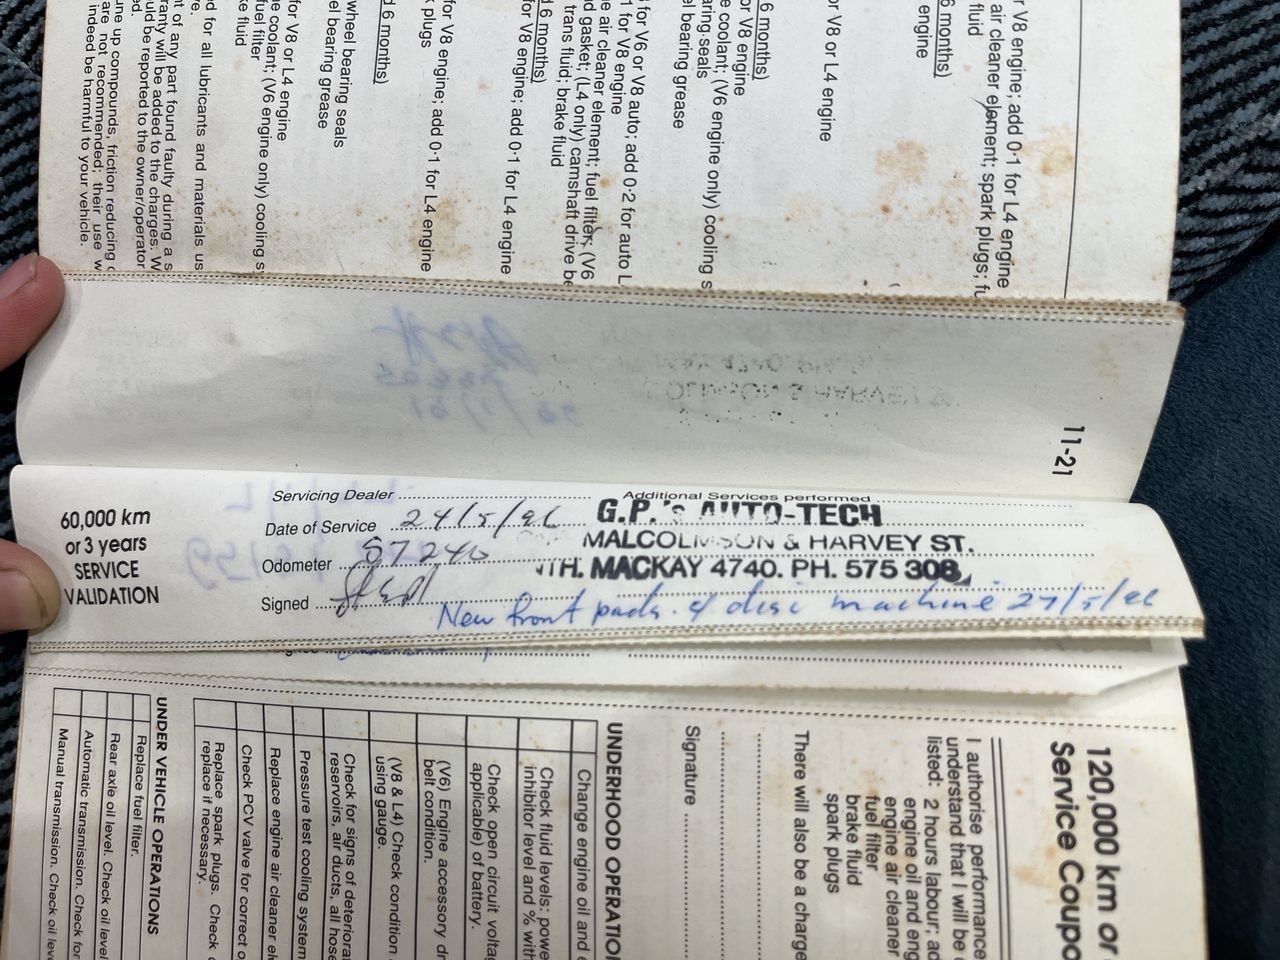 r V8 engine; add 0·1 for L4 engine
air cleaner element; spark plugs; fu
fluid
6 months)
engine
or V8 or L4 engine
6 months)
or V8 engine
e coolant; (V6 engine only) cooling s
aring seals
el bearing grease
for V6 or V8 auto; add 0·2 for auto L
1 for V8 engine
ne air cleaner element; fuel filter; (V6
nd gasket; (L4 only) camshaft drive be
trans fluid; brake fluid
d 6 months)
for V8 engine; add 0·1 for L4 engine
for V8 engine; add 0·1 for L4 engine
k plugs
d 6 months)
wheel bearing seals
el bearing grease
for V8 or L4 engine
e coolant; (V6 engine only) cooling s
fuel filter
ke fluid
d for all lubricants and materials us
re.
t of any part found faulty during a s
ranty will be added to the charges. W
uld be reported to the owner/operator
ed.
une up compounds, friction reducing
are not recommended; their use w
indeed be harmful to your vehicle.
11-21
60,000 km
or 3 years
SERVICE
VALIDATION
Servicing Dealer
Date of Service 24/5/96
Odometer 57246
Signed
Additional Services performed
G.P.'s AUTO-TECH
MALCOLMSON & HARVEY ST.
NTH. MACKAY 4740. PH. 575 308
New front pads & disc machine 27/5/96
120,000 km or
Service Coupo
I authorise performance
understand that I will be
listed: 2 hours labour; ad
engine oil and eng
engine air cleaner
fuel filter
brake fluid
spark plugs
There will also be a charge
Signature
UNDERHOOD OPERATION
Change engine oil and
Check fluid levels: powe
inhibitor level and % with
Check open circuit voltag
applicable) of battery.
(V6) Engine accessory dr
belt condition.
(V8 & L4) Check condition
using gauge.
Check for signs of deteriorat
reservoirs, air ducts, all hose
Pressure test cooling system
Replace engine air cleaner ele
Check PCV valve for correct o
Replace spark plugs. Check
replace if necessary.
UNDER VEHICLE OPERATIONS
Replace fuel filter.
Rear axle oil level. Check oil level
Automatic transmission. Check for
Manual transmission. Check oil leve